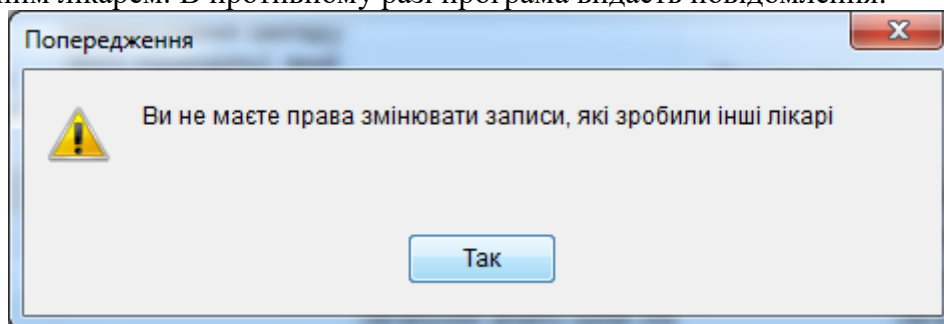 лікарем. В противному разі програма видасть повідомлення:
Попередження
Ви не маєте права змінювати записи, які зробили інші лікарі
Так